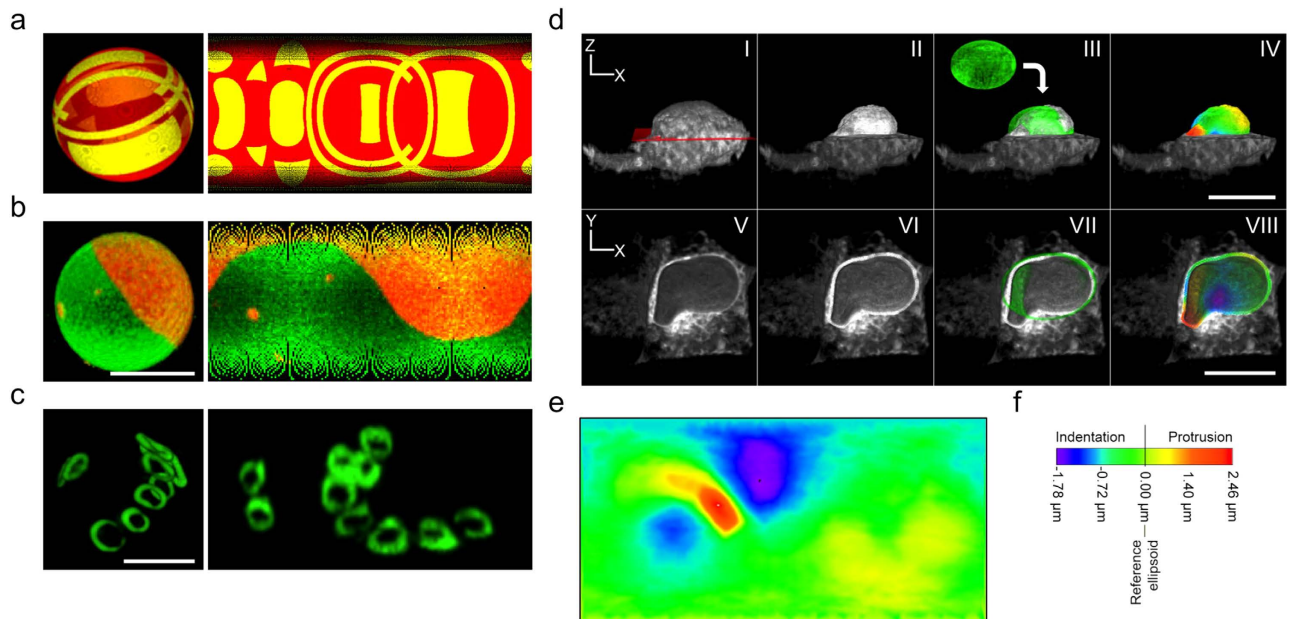 a
b
c
d
Z
X
I
II
III
IV
Y
X
V
VI
VII
VIII
e
f
Indentation
Protrusion
-1.78 µm
-0.72 µm
0.00 µm
1.40 µm
2.46 µm
Reference
ellipsoid